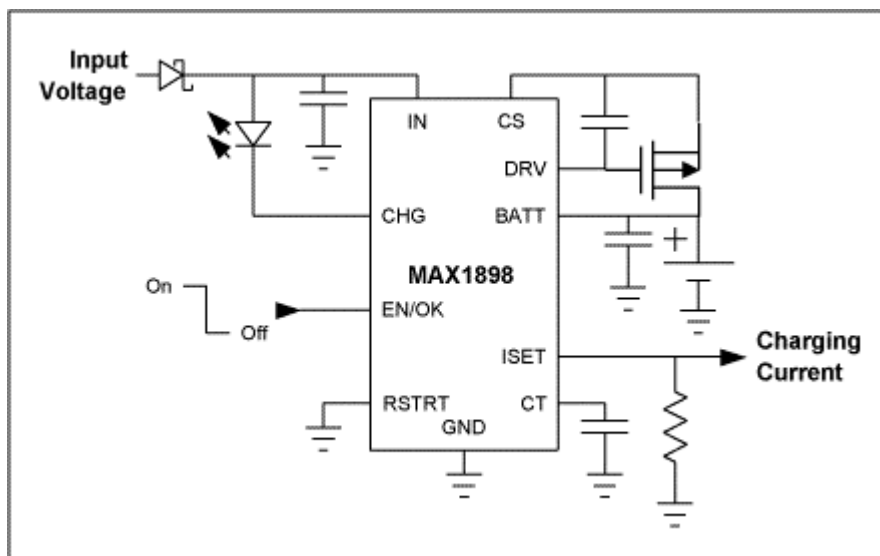 Input
Voltage
IN
CS
DRV
CHG
BATT
+
MAX1898
On
Off
EN/OK
ISET
Charging
Current
RSTRT
CT
GND